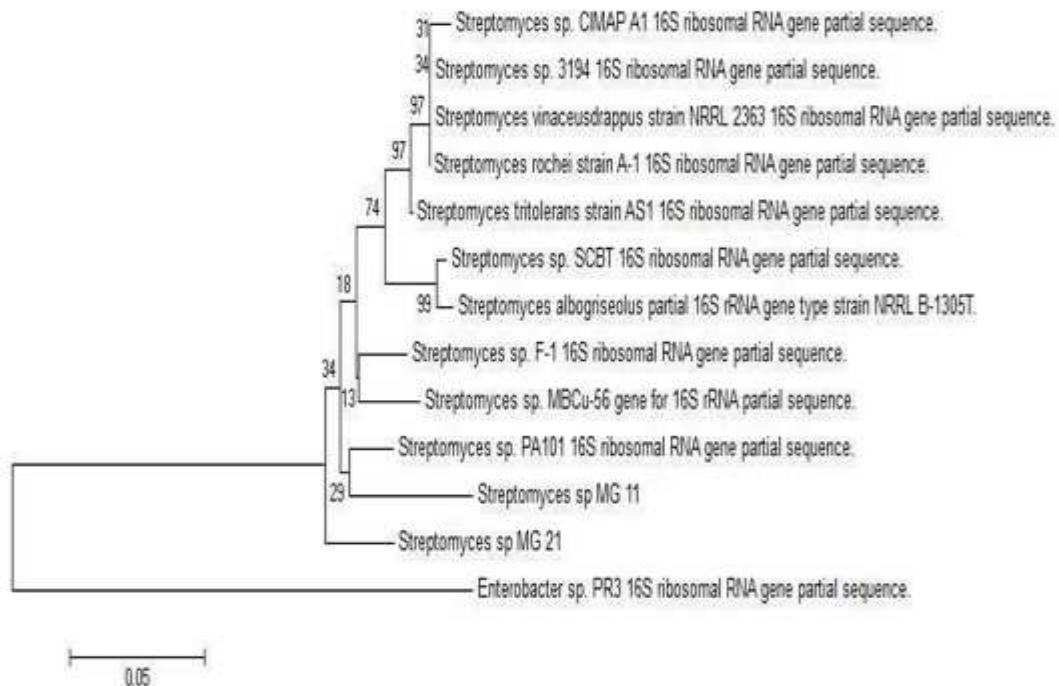 31
Streptomyces sp. CIMAP A1 16S ribosomal RNA gene partial sequence.
34
Streptomyces sp. 3194 16S ribosomal RNA gene partial sequence.
97
Streptomyces vinaceusdrappus strain NRRL 2363 16S ribosomal RNA gene partial sequence.
97
Streptomyces rochei strain A-1 16S ribosomal RNA gene partial sequence.
74
Streptomyces tritolerans strain AS1 16S ribosomal RNA gene partial sequence.
Streptomyces sp. SCBT 16S ribosomal RNA gene partial sequence.
18
99
Streptomyces albogriseolus partial 16S rRNA gene type strain NRRL B-1305T.
Streptomyces sp. F-1 16S ribosomal RNA gene partial sequence.
34
13
Streptomyces sp. MBCu-56 gene for 16S rRNA partial sequence.
Streptomyces sp. PA101 16S ribosomal RNA gene partial sequence.
29
Streptomyces sp MG 11
Streptomyces sp MG 21
Enterobacter sp. PR3 16S ribosomal RNA gene partial sequence.
0.05